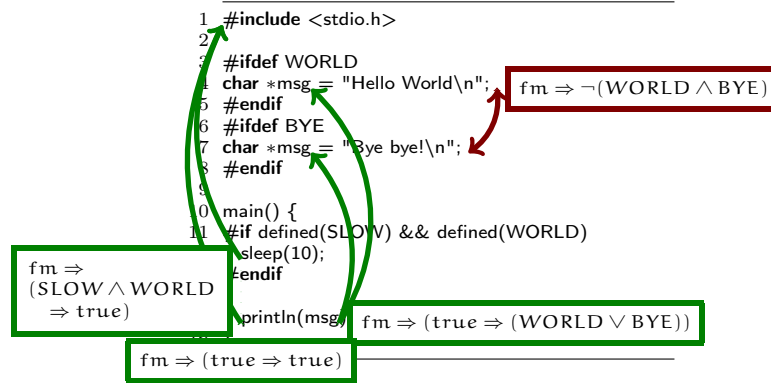 1 #include <stdio.h>
2
3 #ifdef WORLD
4 char *msg = "Hello World\n";
5 #endif
6 #ifdef BYE
7 char *msg = "Bye bye!\n";
8 #endif
9
10 main() {
11 #if defined(SLOW) && defined(WORLD)
sleep(10);
#endif
println(msg)
fm ⇒ ¬(WORLD ∧ BYE)
fm ⇒
(SLOW ∧ WORLD
⇒ true)
fm ⇒ (true ⇒ (WORLD ∨ BYE))
fm ⇒ (true ⇒ true)